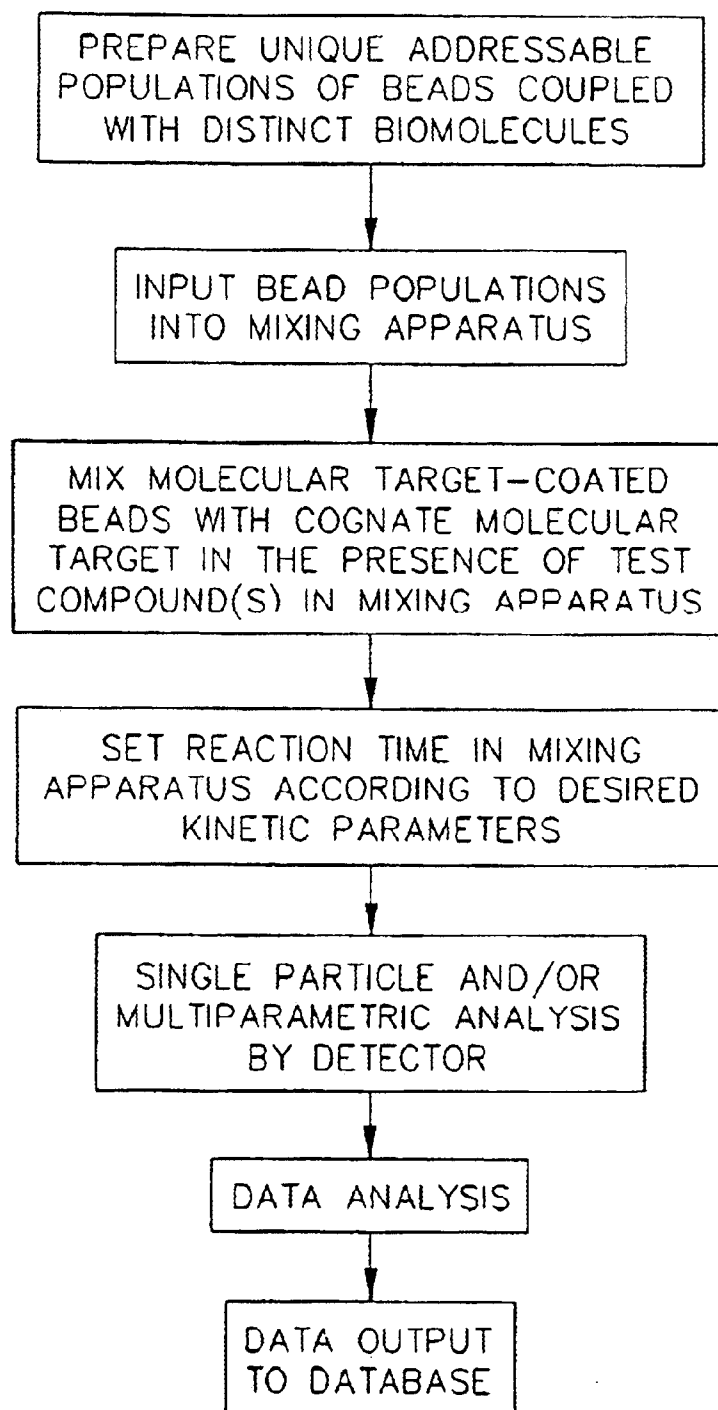 PREPARE UNIQUE ADDRESSABLE
POPULATIONS OF BEADS COUPLED
WITH DISTINCT BIOMOLECULES
INPUT BEAD POPULATIONS
INTO MIXING APPARATUS
MIX MOLECULAR TARGET-COATED
BEADS WITH COGNATE MOLECULAR
TARGET IN THE PRESENCE OF TEST
COMPOUND(S) IN MIXING APPARATUS
SET REACTION TIME IN MIXING
APPARATUS ACCORDING TO DESIRED
KINETIC PARAMETERS
SINGLE PARTICLE AND/OR
MULTIPARAMETRIC ANALYSIS
BY DETECTOR
DATA ANALYSIS
DATA OUTPUT
TO DATABASE